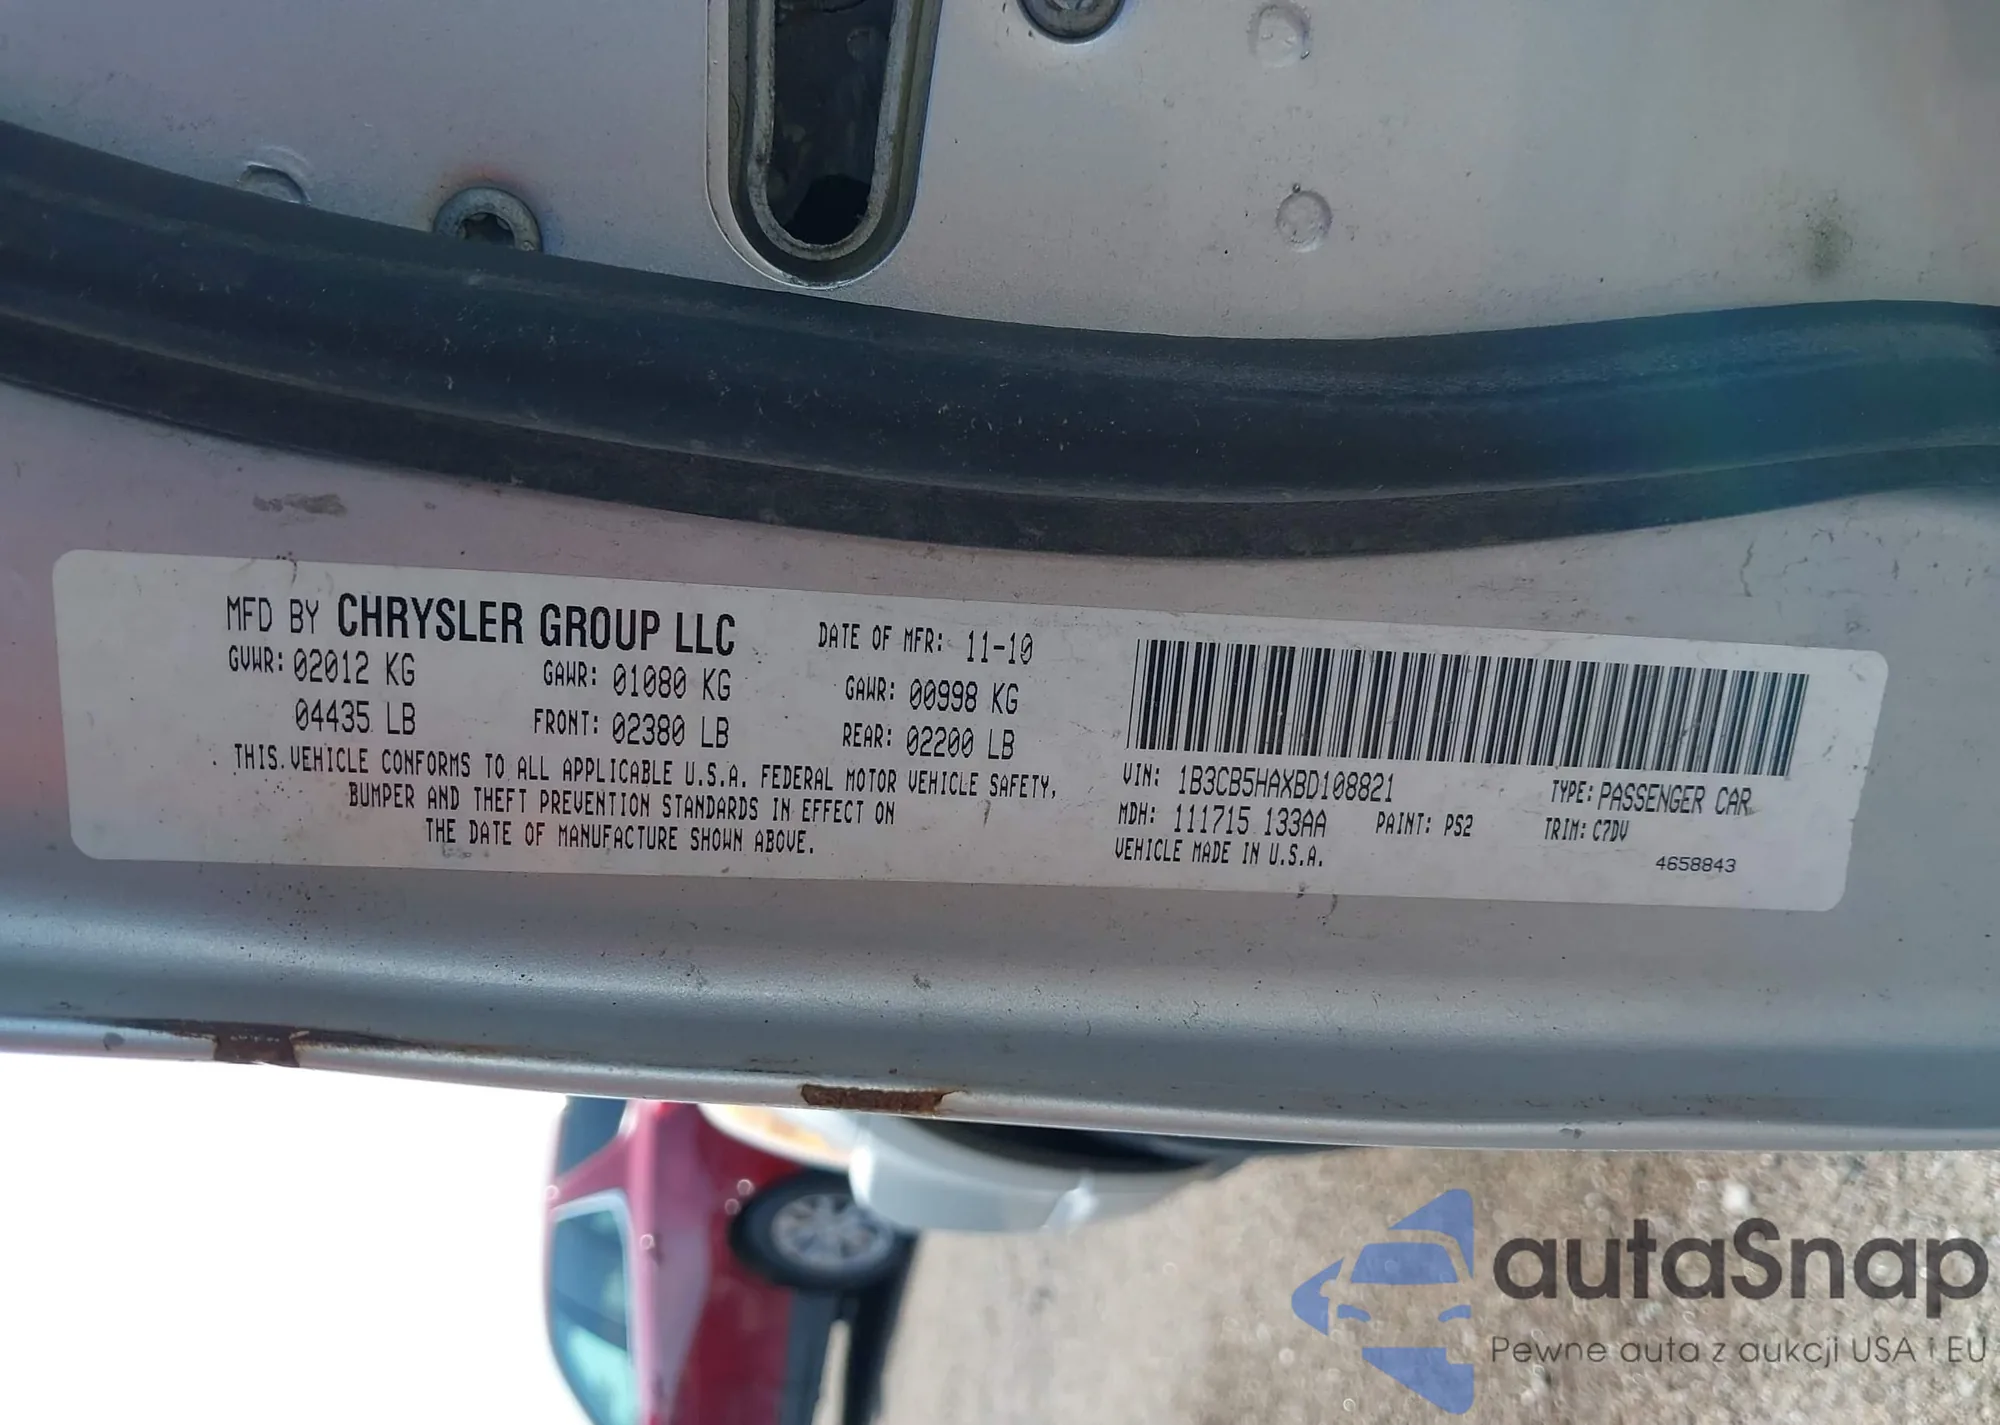 MFD BY CHRYSLER GROUP LLC
DATE OF MFR: 11-10
GVWR: 02012 KG
GAWR: 01080 KG
GAWR: 00998 KG
04435 LB
FRONT: 02380 LB
REAR: 02200 LB
THIS VEHICLE CONFORMS TO ALL APPLICABLE U.S.A. FEDERAL MOTOR VEHICLE SAFETY,
BUMPER AND THEFT PREVENTION STANDARDS IN EFFECT ON
THE DATE OF MANUFACTURE SHOWN ABOVE.
VIN: 1B3CB5HAXBD108821
TYPE: PASSENGER CAR
MDH: 111715 133AA
PAINT: PS2
TRIM: C7DV
VEHICLE MADE IN U.S.A.
4658843
autaSnap
Pewne auta z aukcji USA i EU